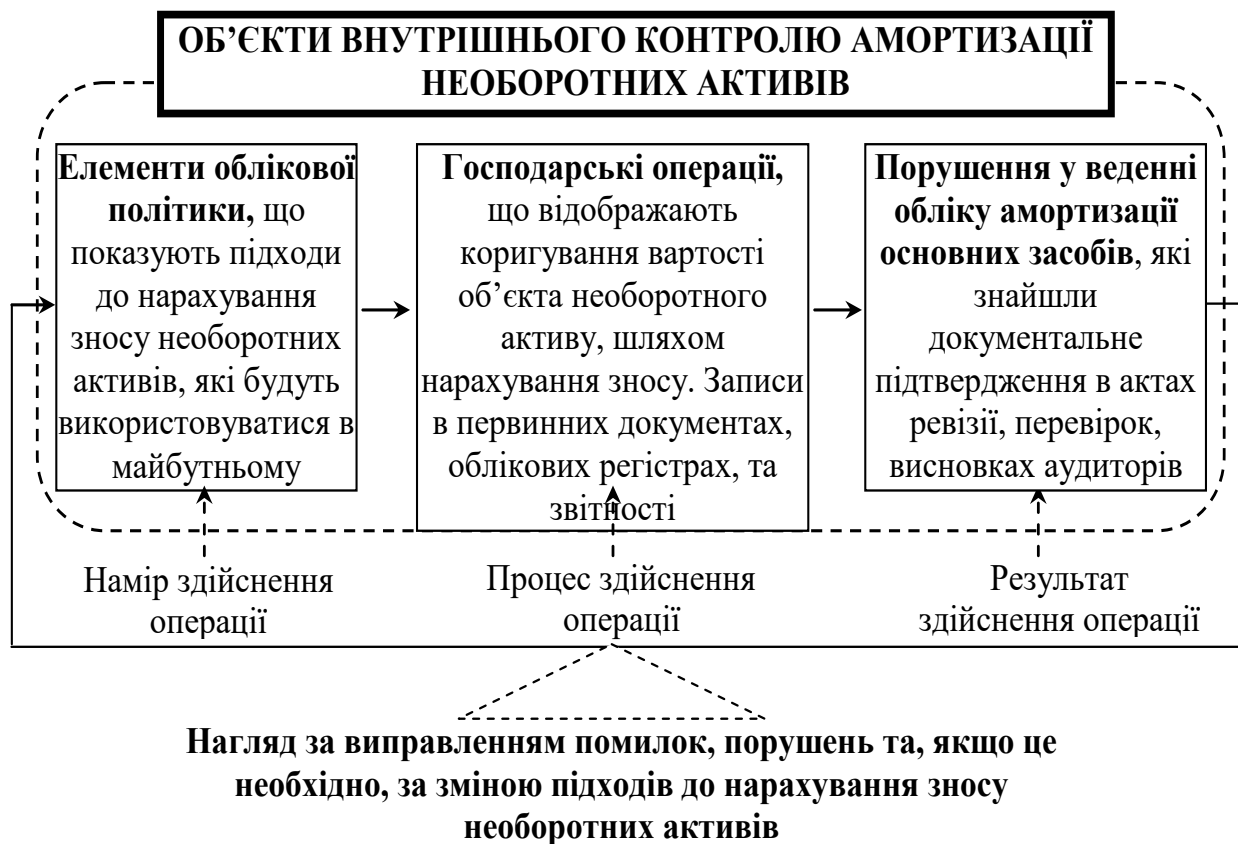 ОБ’ЄКТИ ВНУТРІШНЬОГО КОНТРОЛЮ АМОРТИЗАЦІЇ
НЕОБОРОТНИХ АКТИВІВ
Елементи облікової
політики, що
показують підходи
до нарахування
зносу необоротних
активів, які будуть
використовуватися в
майбутньому
Господарські операції,
що відображають
коригування вартості
об’єкта необоротного
активу, шляхом
нарахування зносу. Записи
в первинних документах,
облікових регістрах, та
звітності
Порушення у веденні
обліку амортизації
основних засобів, які
знайшли
документальне
підтвердження в актах
ревізії, перевірок,
висновках аудиторів
Намір здійснення
операції
Процес здійснення
операції
Результат
здійснення операції
Нагляд за виправленням помилок, порушень та, якщо це
необхідно, за зміною підходів до нарахування зносу
необоротних активів